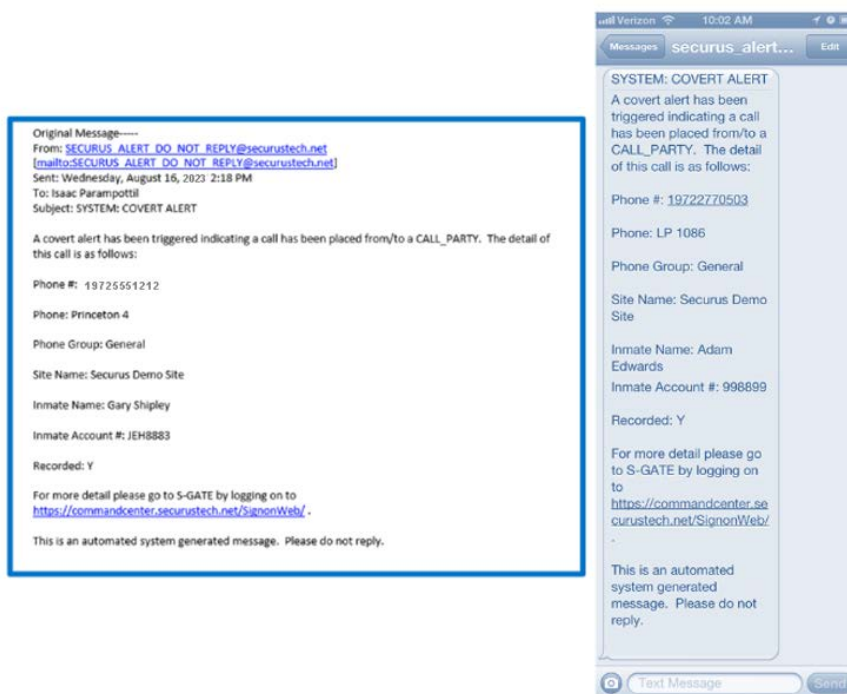 Original Message-----
From: SECURUS_ALERT_DO_NOT_REPLY@securustech.net
[mailto:SECURUS_ALERT_DO_NOT_REPLY@securustech.net]
Sent: Wednesday, August 16, 2023 2:18 PM
To: Isaac Parampottil
Subject: SYSTEM: COVERT ALERT
A covert alert has been triggered indicating a call has been placed from/to a CALL_PARTY.  The detail of
this call is as follows:
Phone #: 19725551212
Phone: Princeton 4
Phone Group: General
Site Name: Securus Demo Site
Inmate Name: Gary Shipley
Inmate Account #: JEH8883
Recorded: Y
For more detail please go to S-GATE by logging on to
https://commandcenter.securustech.net/SignonWeb/ .
This is an automated system generated message.  Please do not reply.
Verizon 10:02 AM
Messages securus_alert... Edit
SYSTEM: COVERT ALERT
A covert alert has been
triggered indicating a call
has been placed from/to a
CALL_PARTY.  The detail
of this call is as follows:
Phone #: 19722770503
Phone: LP 1086
Phone Group: General
Site Name: Securus Demo
Site
Inmate Name: Adam
Edwards
Inmate Account #: 998899
Recorded: Y
For more detail please go
to S-GATE by logging on
to
https://commandcenter.se
curustech.net/SignonWeb/
.
This is an automated
system generated
message.  Please do not
reply.
Text Message Send